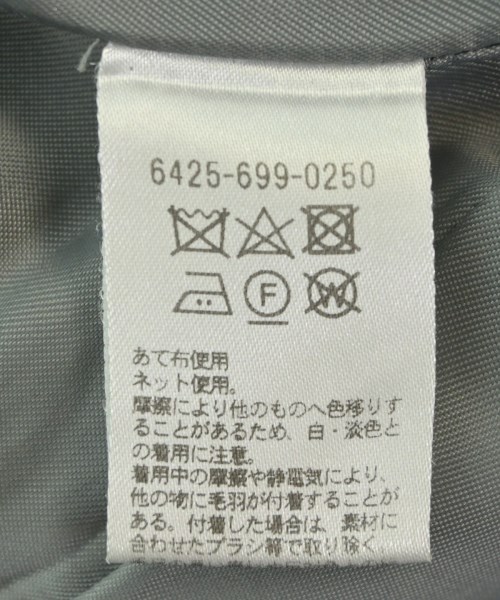 6425-699-0250
F
W
あて布使用
ネット使用。
摩擦により他のものへ色移りす
ることがあるため、白・淡色と
の着用に注意。
着用中の摩擦や静電気により、
他の物に毛羽が付着することが
ある。付着した場合は、素材に
合わせたブラシ等で取り除く